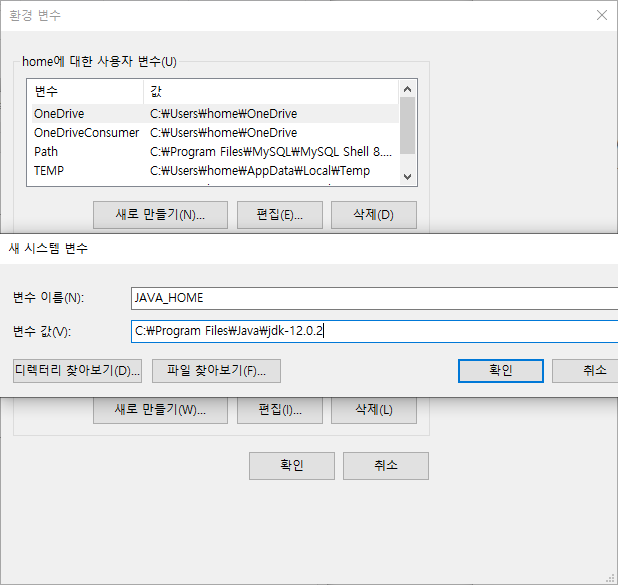 환경 변수
home에 대한 사용자 변수(U)
변수 값
OneDrive C:₩Users₩home₩OneDrive
OneDriveConsumer C:₩Users₩home₩OneDrive
Path C:₩Program Files₩MySQL₩MySQL Shell 8....
TEMP C:₩Users₩home₩AppData₩Local₩Temp
새로 만들기(N)... 편집(E)... 삭제(D)
새 시스템 변수
변수 이름(N): JAVA_HOME
변수 값(V): C:₩Program Files₩Java₩jdk-12.0.2
디렉터리 찾아보기(D)... 파일 찾아보기(F)... 확인 취소
새로 만들기(W)... 편집(I)... 삭제(L)
확인 취소